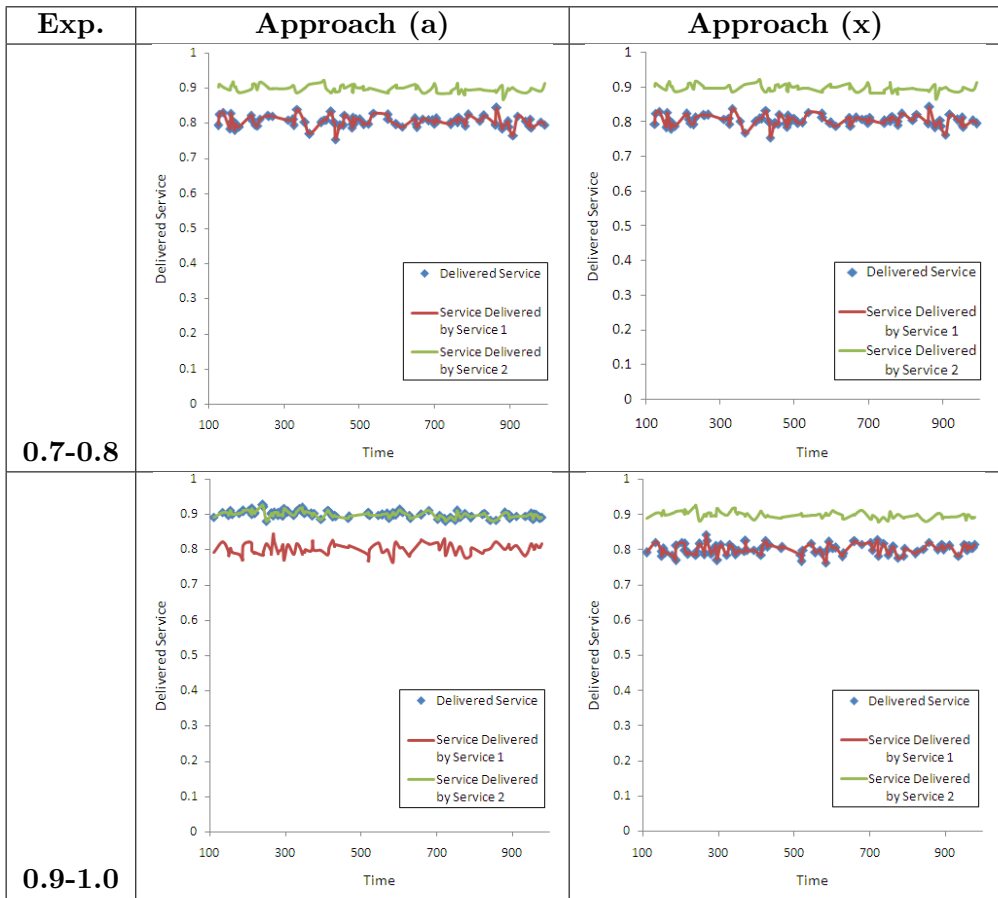 Exp. Approach (a) Approach (x)
0.7-0.8
1
0.9
0.8
0.7
0.6
0.5
0.4
0.3
0.2
0.1
0
Delivered Service
100 300 500 700 900
Time
Delivered Service
Service Delivered
by Service 1
Service Delivered
by Service 2
1
0.9
0.8
0.7
0.6
0.5
0.4
0.3
0.2
0.1
0
Delivered Service
100 300 500 700 900
Time
Delivered Service
Service Delivered
by Service 1
Service Delivered
by Service 2
0.9-1.0
1
0.9
0.8
0.7
0.6
0.5
0.4
0.3
0.2
0.1
0
Delivered Service
100 300 500 700 900
Time
Delivered Service
Service Delivered
by Service 1
Service Delivered
by Service 2
1
0.9
0.8
0.7
0.6
0.5
0.4
0.3
0.2
0.1
0
Delivered Service
100 300 500 700 900
Time
Delivered Service
Service Delivered
by Service 1
Service Delivered
by Service 2